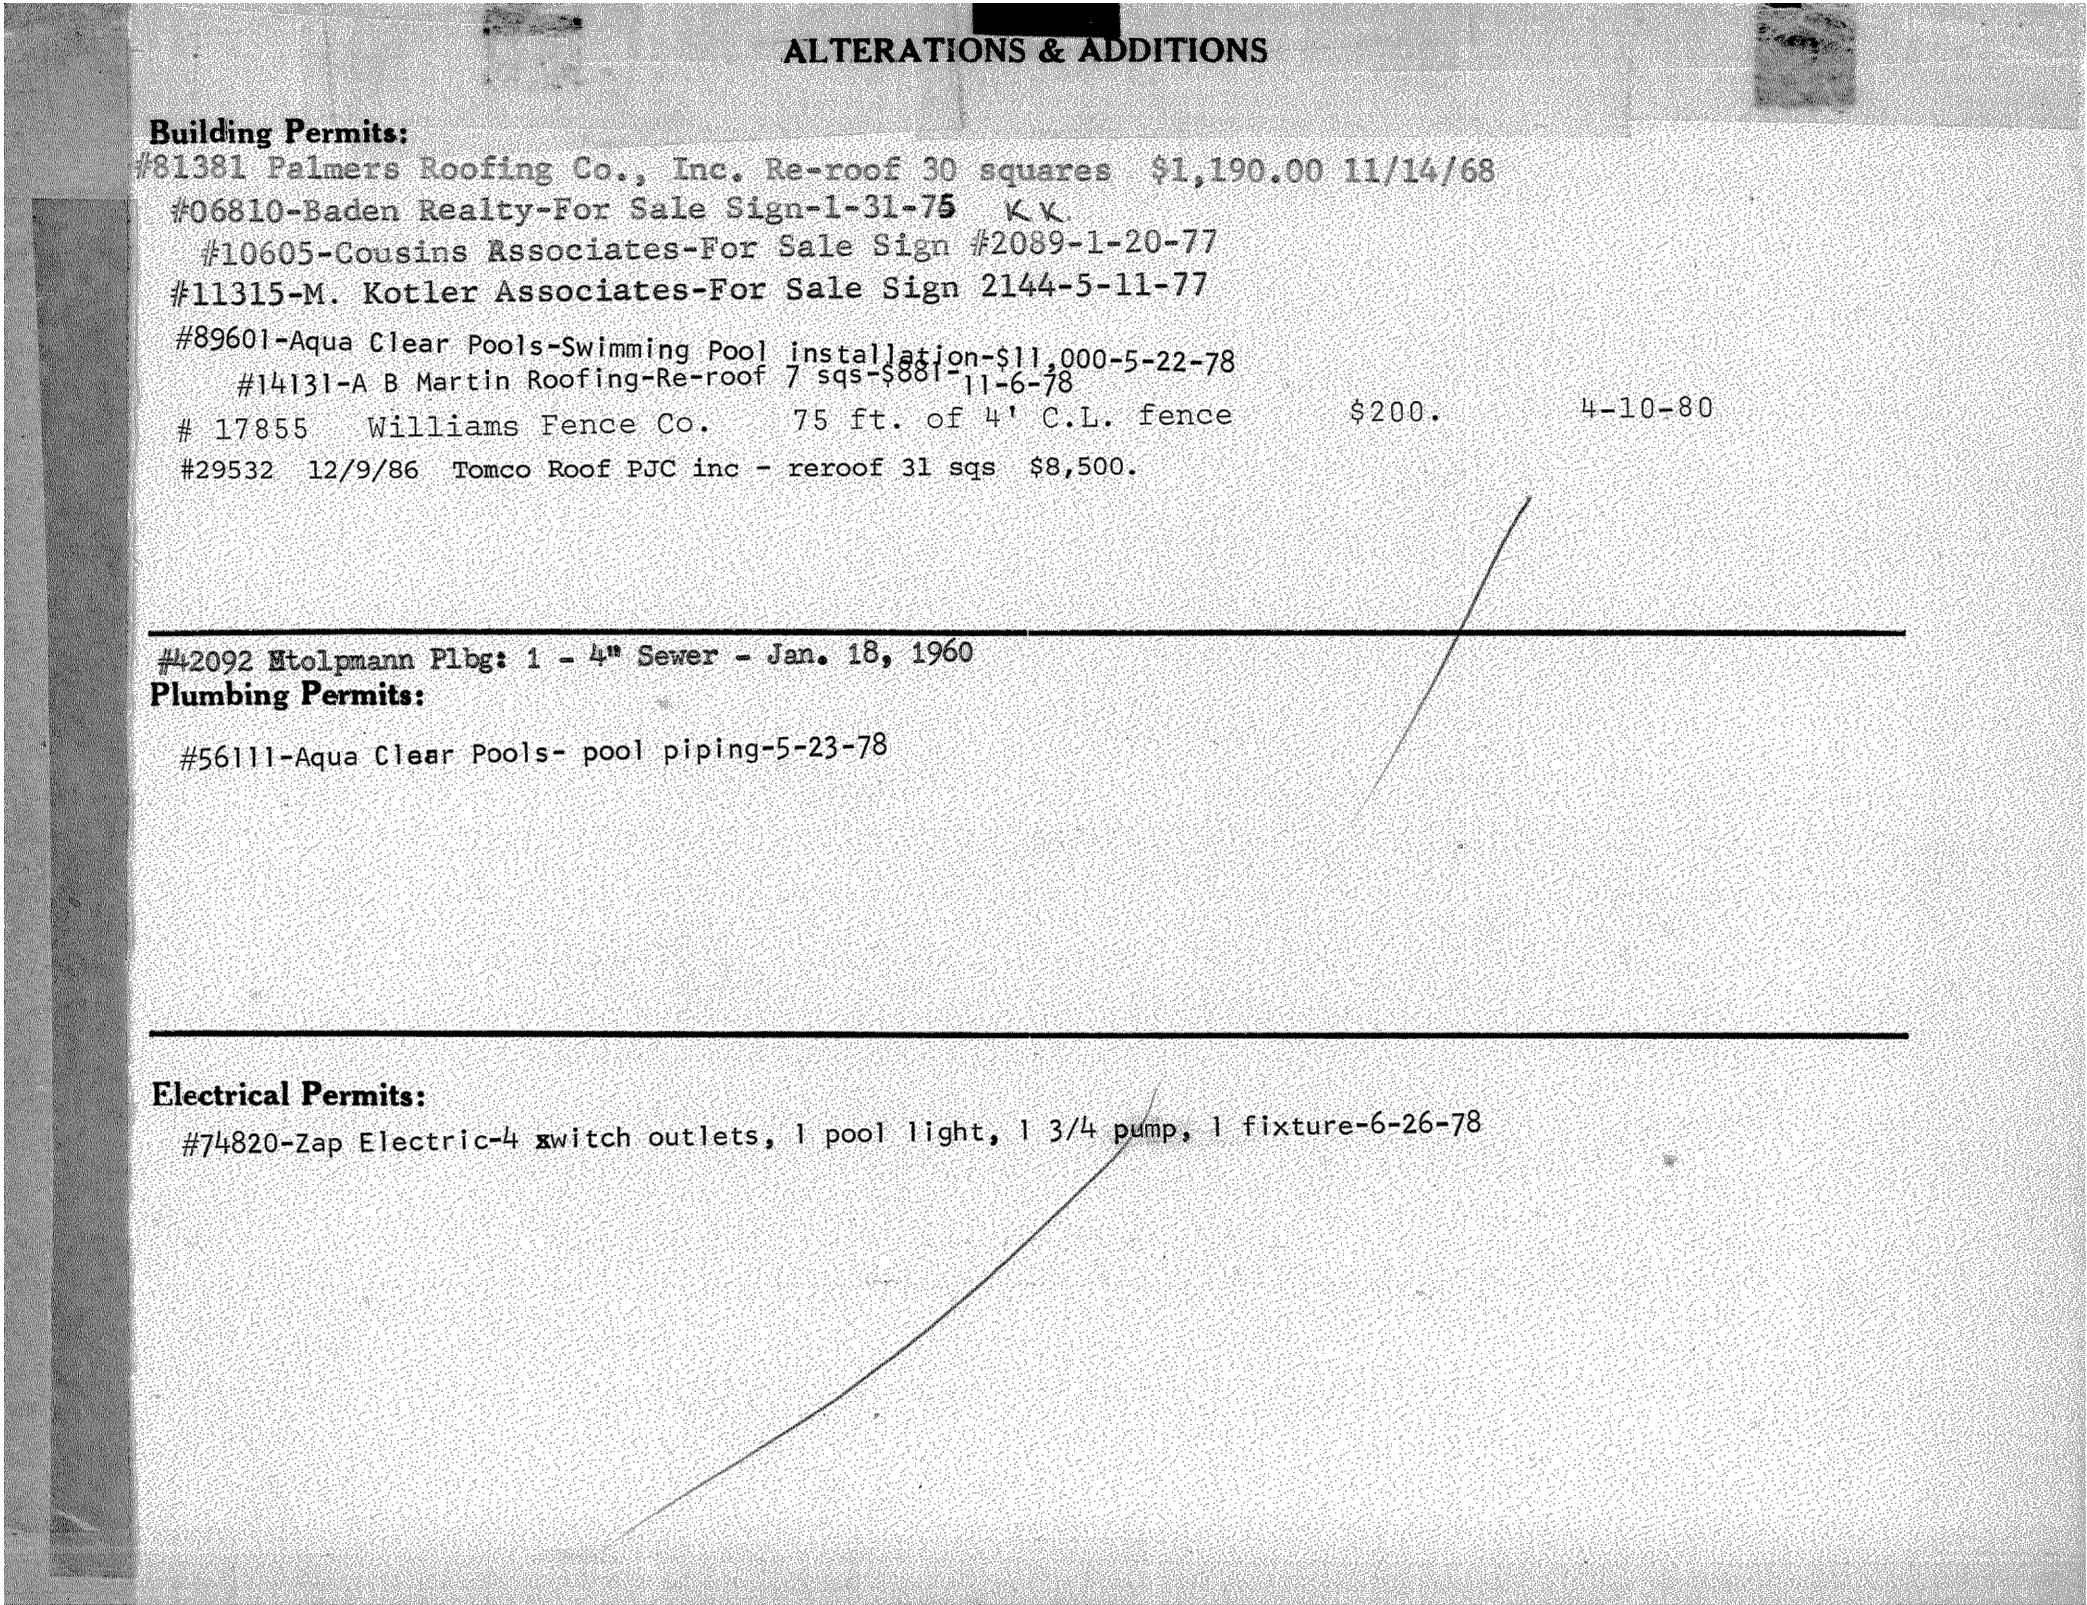 ALTERATIONS & ADDITIONS
Building Permits:
#81381 Palmers Roofing Co., Inc. Re-roof 30 squares $1,190.00 11/14/68
#06810-Baden Realty-For Sale Sign-1-31-75 K K.
#10605-Cousins Associates-For Sale Sign #2089-1-20-77
#11315-M. Kotler Associates-For Sale Sign 2144-5-11-77
#89601-Aqua Clear Pools-Swimming Pool installation-$11,000-5-22-78
#14131-A B Martin Roofing-Re-roof 7 sqs-$881-11-6-78
# 17855 Williams Fence Co. 75 ft. of 4' C.L. fence $200. 4-10-80
#29532 12/9/86 Tomco Roof PJC inc - reroof 31 sqs $8,500.
#42092 Stolpmann Plbg: 1 - 4" Sewer - Jan. 18, 1960
Plumbing Permits:
#56111-Aqua Clear Pools- pool piping-5-23-78
Electrical Permits:
#74820-Zap Electric-4 switch outlets, 1 pool light, 1 3/4 pump, 1 fixture-6-26-78